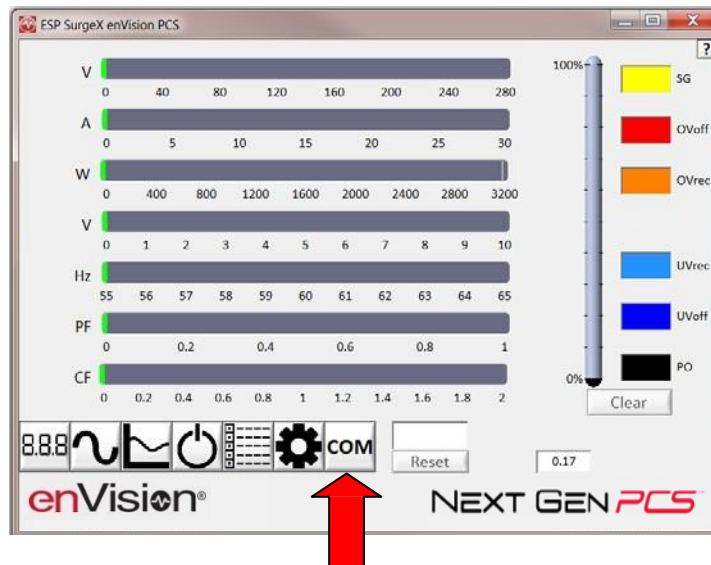 ESP SurgeX enVision PCS
?
V
0 40 80 120 160 200 240 280
A
0 5 10 15 20 25 30
W
0 400 800 1200 1600 2000 2400 2800 3200
V
0 1 2 3 4 5 6 7 8 9 10
Hz
55 56 57 58 59 60 61 62 63 64 65
PF
0 0.2 0.4 0.6 0.8 1
CF
0 0.2 0.4 0.6 0.8 1 1.2 1.4 1.6 1.8 2
100%
0%
SG
OVoff
OVrec
UVrec
UVoff
PO
Clear
8.8.8
COM
Reset
0.17
enVision®
NEXT GEN PCS